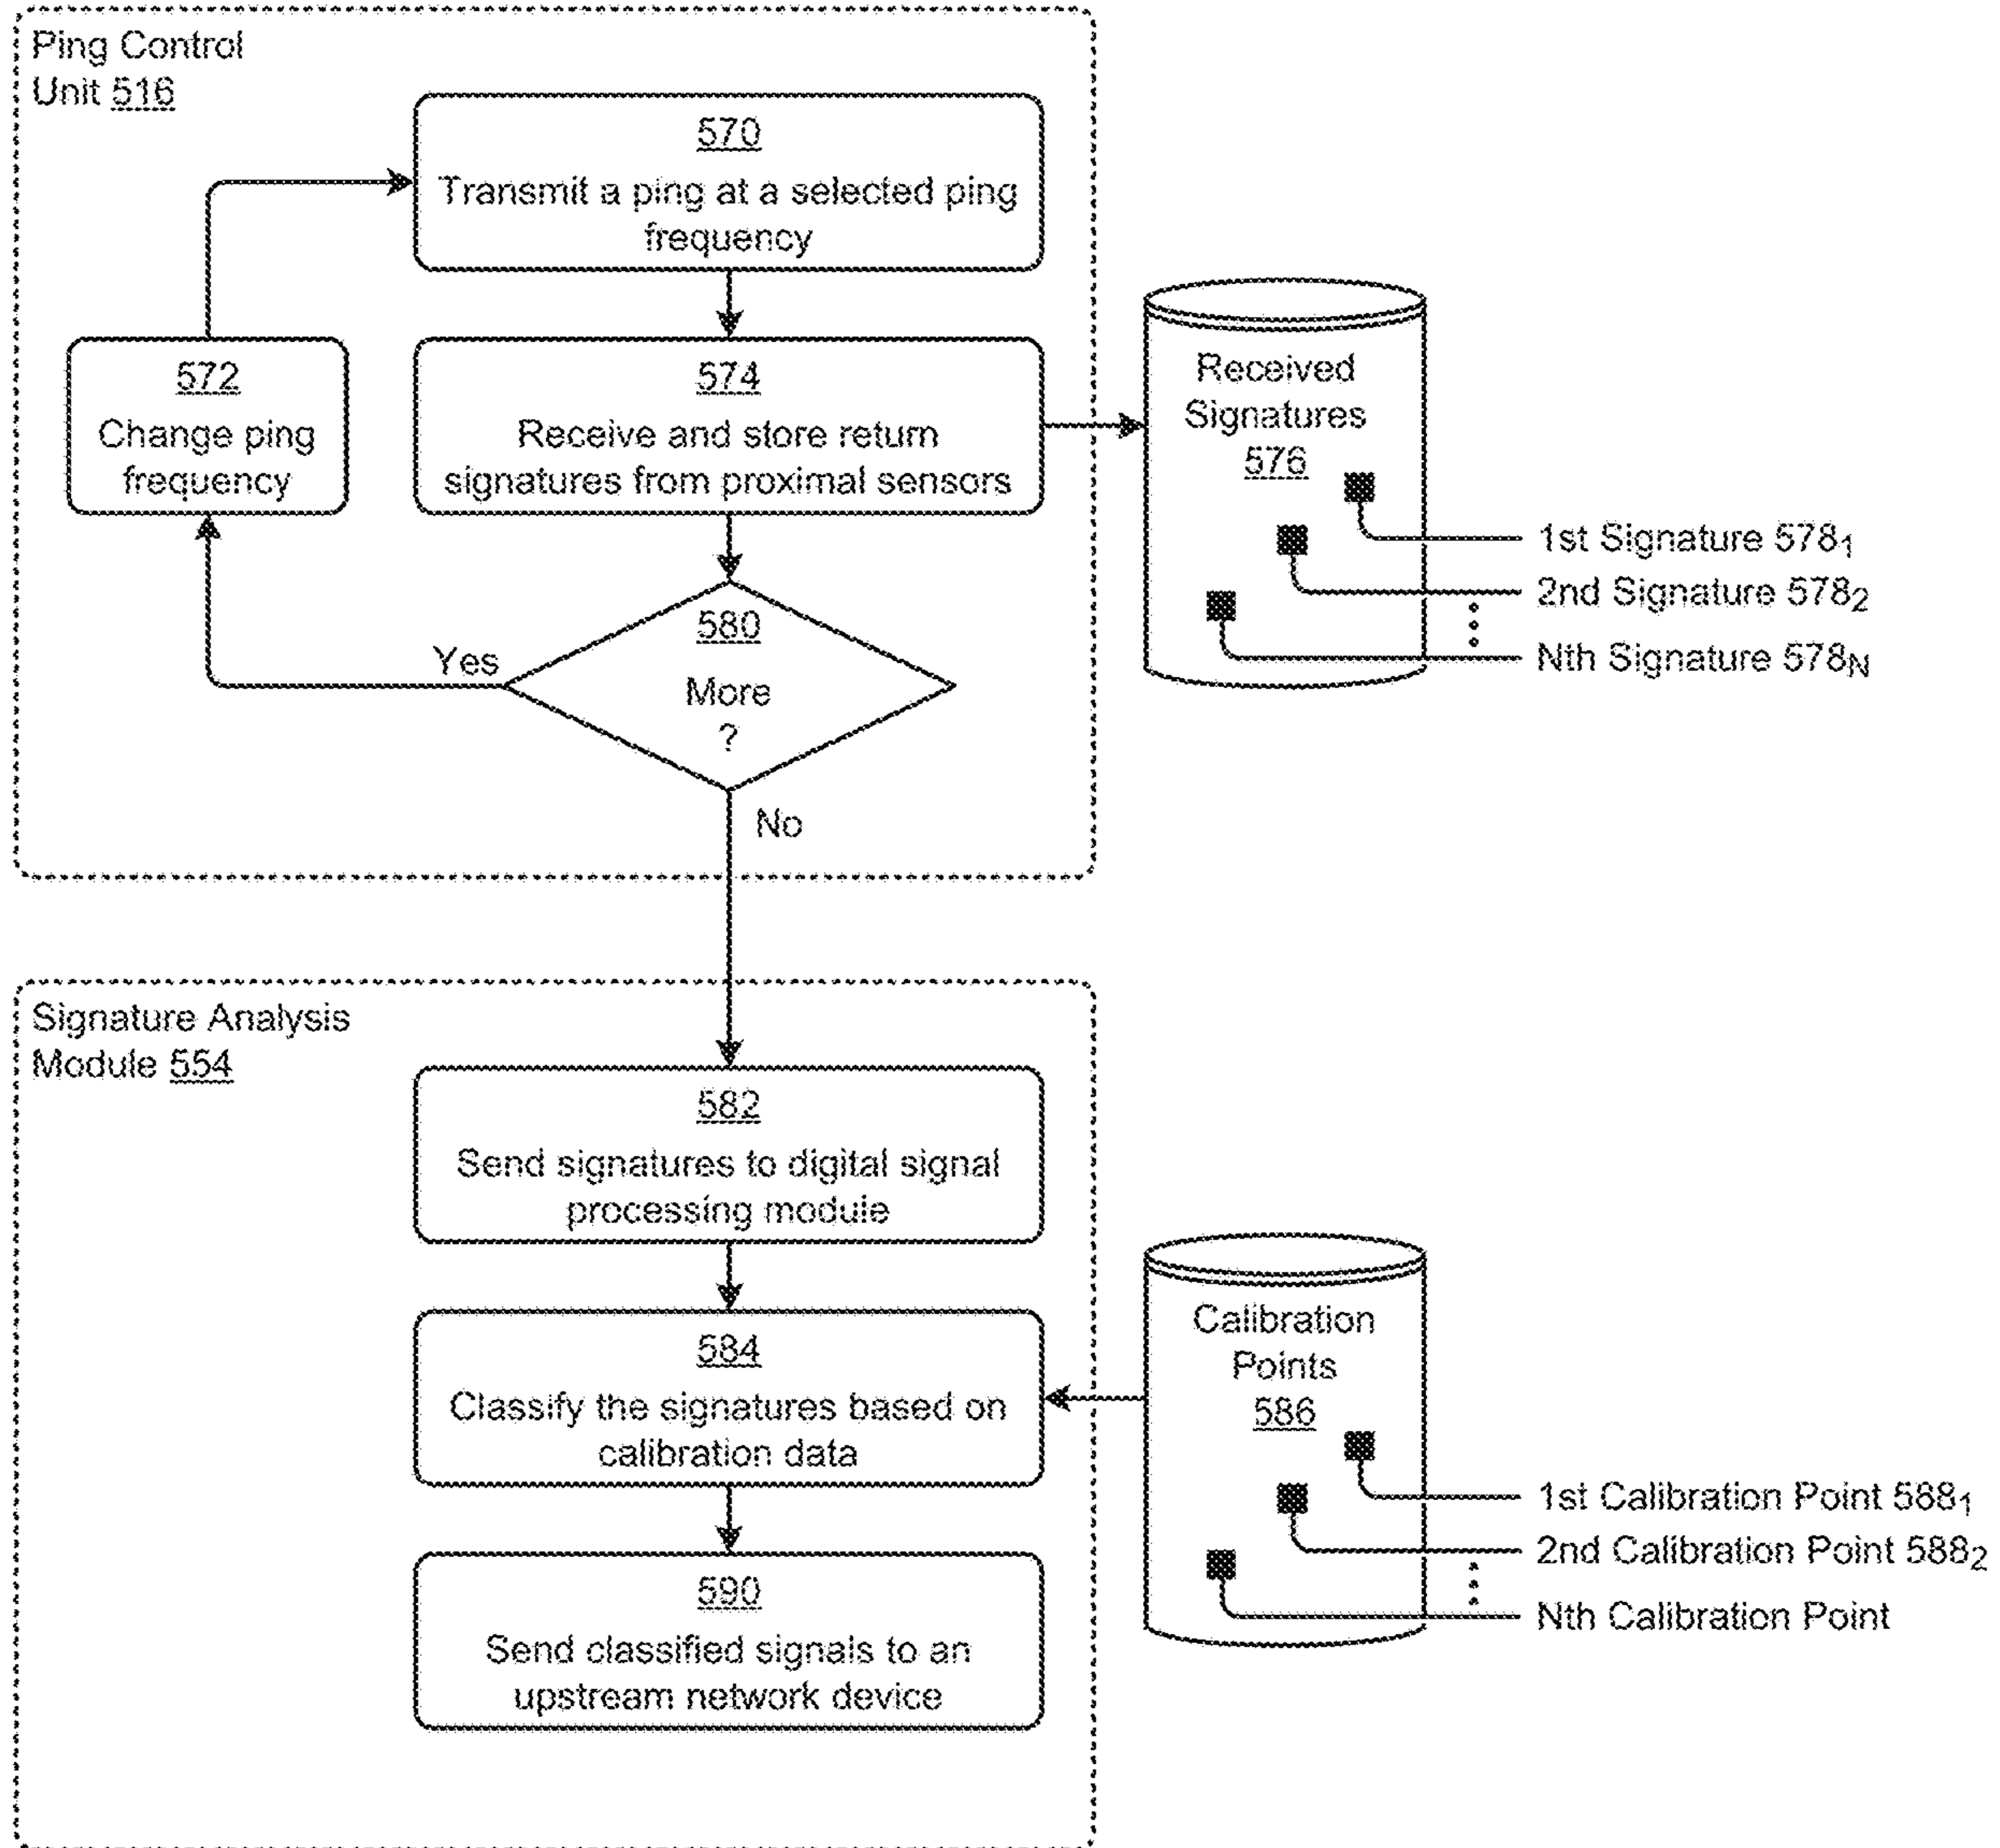 Ping Control
Unit 516
570
Transmit a ping at a selected ping
frequency
572
Change ping
frequency
574
Receive and store return
signatures from proximal sensors
Received
Signatures
576
1st Signature 578₁
2nd Signature 578₂
Nth Signature 578_N
580
More
?
Yes
No
Signature Analysis
Module 554
582
Send signatures to digital signal
processing module
584
Classify the signatures based on
calibration data
Calibration
Points
586
1st Calibration Point 588₁
2nd Calibration Point 588₂
Nth Calibration Point
590
Send classified signals to an
upstream network device